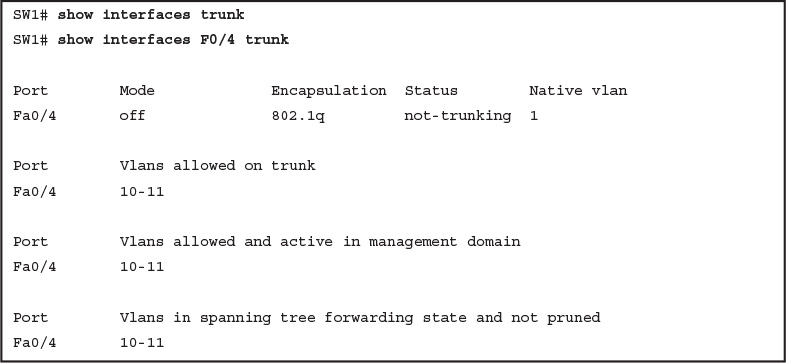 SW1# show interfaces trunk
SW1# show interfaces F0/4 trunk
Port Mode Encapsulation Status Native vlan
Fa0/4 off 802.1q not-trunking 1
Port Vlans allowed on trunk
Fa0/4 10-11
Port Vlans allowed and active in management domain
Fa0/4 10-11
Port Vlans in spanning tree forwarding state and not pruned
Fa0/4 10-11